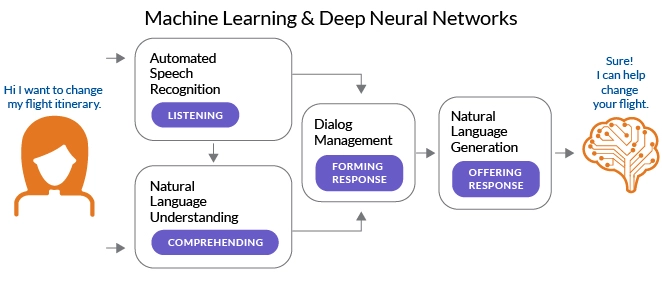 Machine Learning & Deep Neural Networks
Hi I want to change
my flight itinerary.
Automated
Speech
Recognition
LISTENING
Natural
Language
Understanding
COMPREHENDING
Dialog
Management
FORMING
RESPONSE
Natural
Language
Generation
OFFERING
RESPONSE
Sure!
I can help
change
your flight.